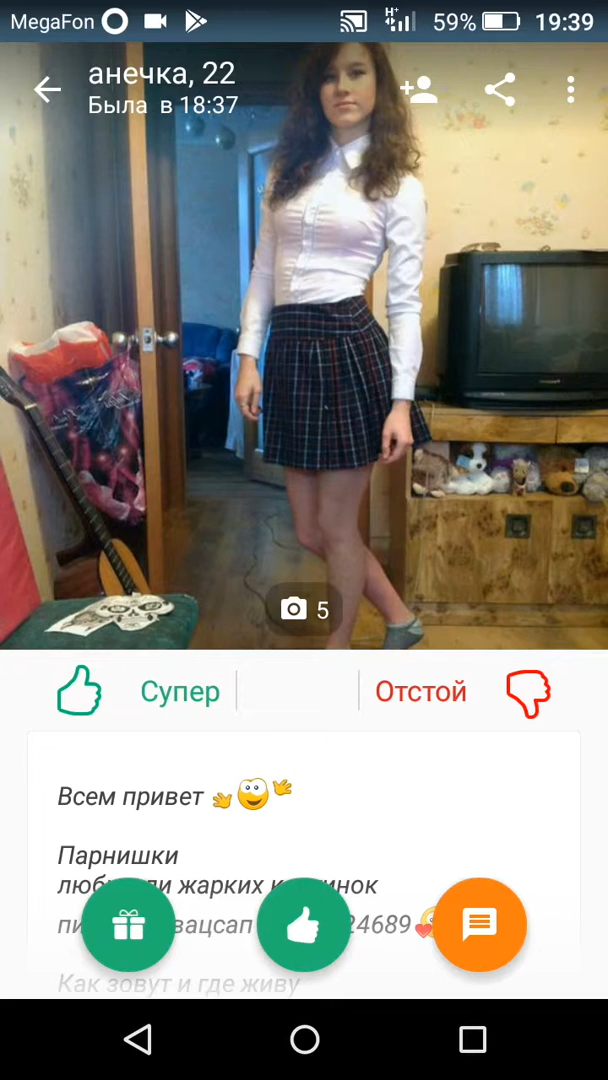 MegaFon 59% 19:39
анечка, 22
Была в 18:37
5
Супер Отстой
Всем привет
Парнишки
жарких
вацсап 24689
Как зовут и где живу